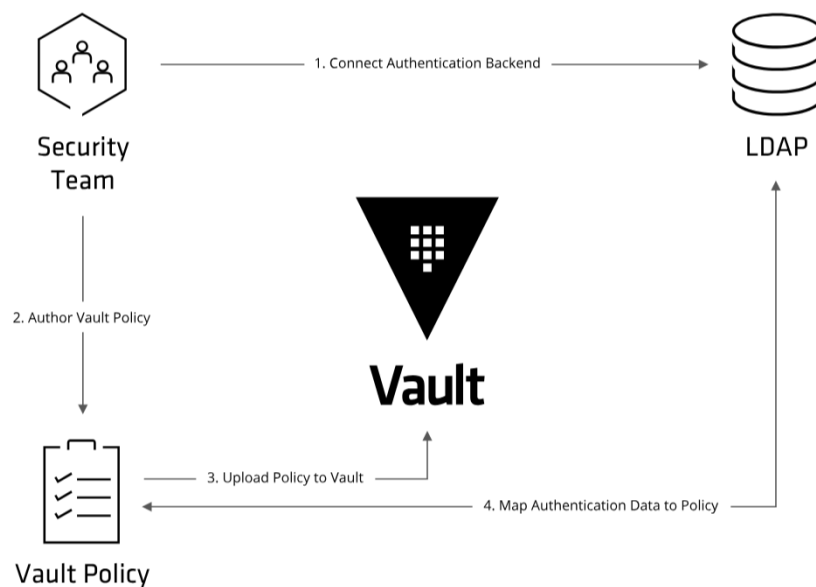 1. Connect Authentication Backend
Security
Team
LDAP
2. Author Vault Policy
Vault
3. Upload Policy to Vault
4. Map Authentication Data to Policy
Vault Policy